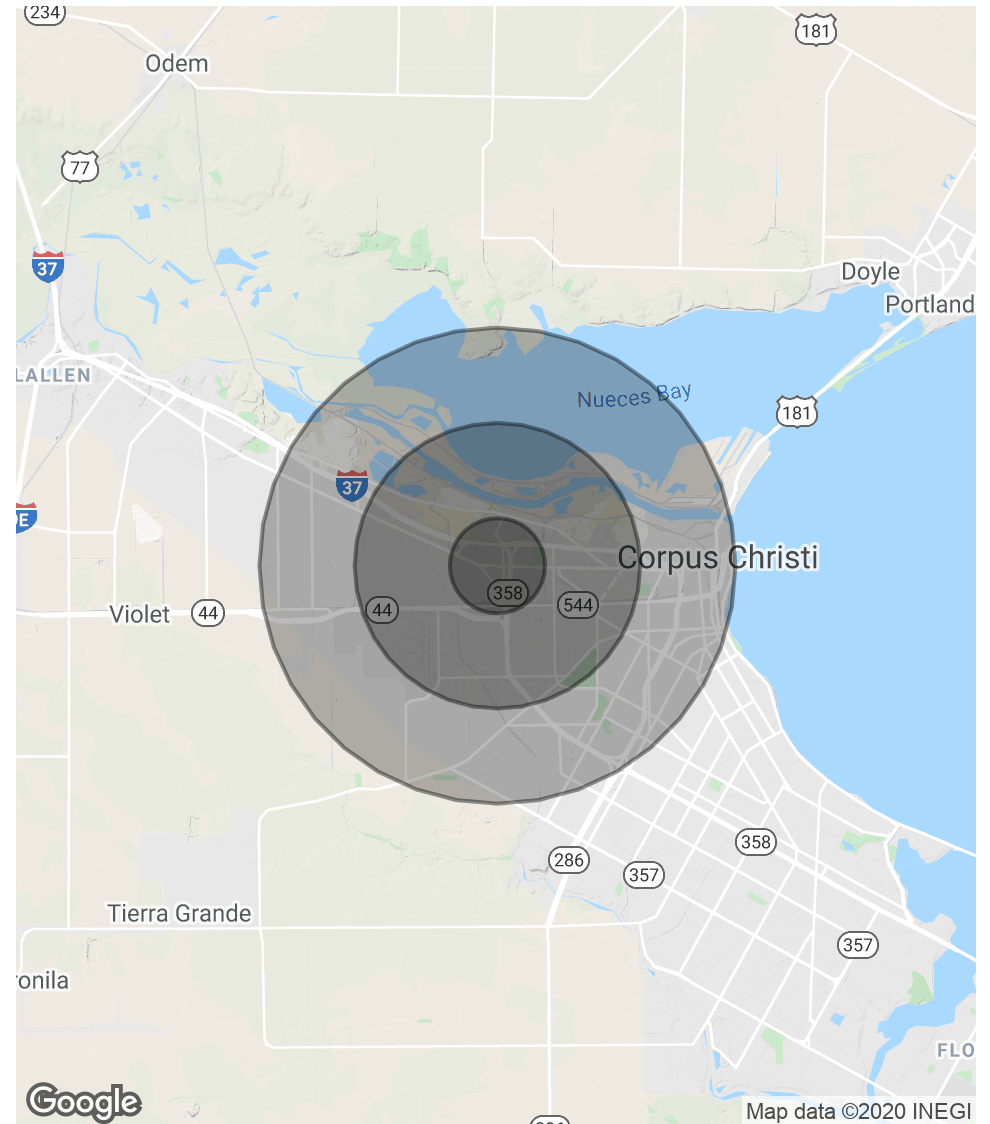 234
181
Odem
77
37
Doyle
Portland
LALLEN
Nueces Bay
181
37
E
Corpus Christi
358
544
44
Violet
44
358
286
357
Tierra Grande
357
ronila
FLO
Google
Map data ©2020 INEGI